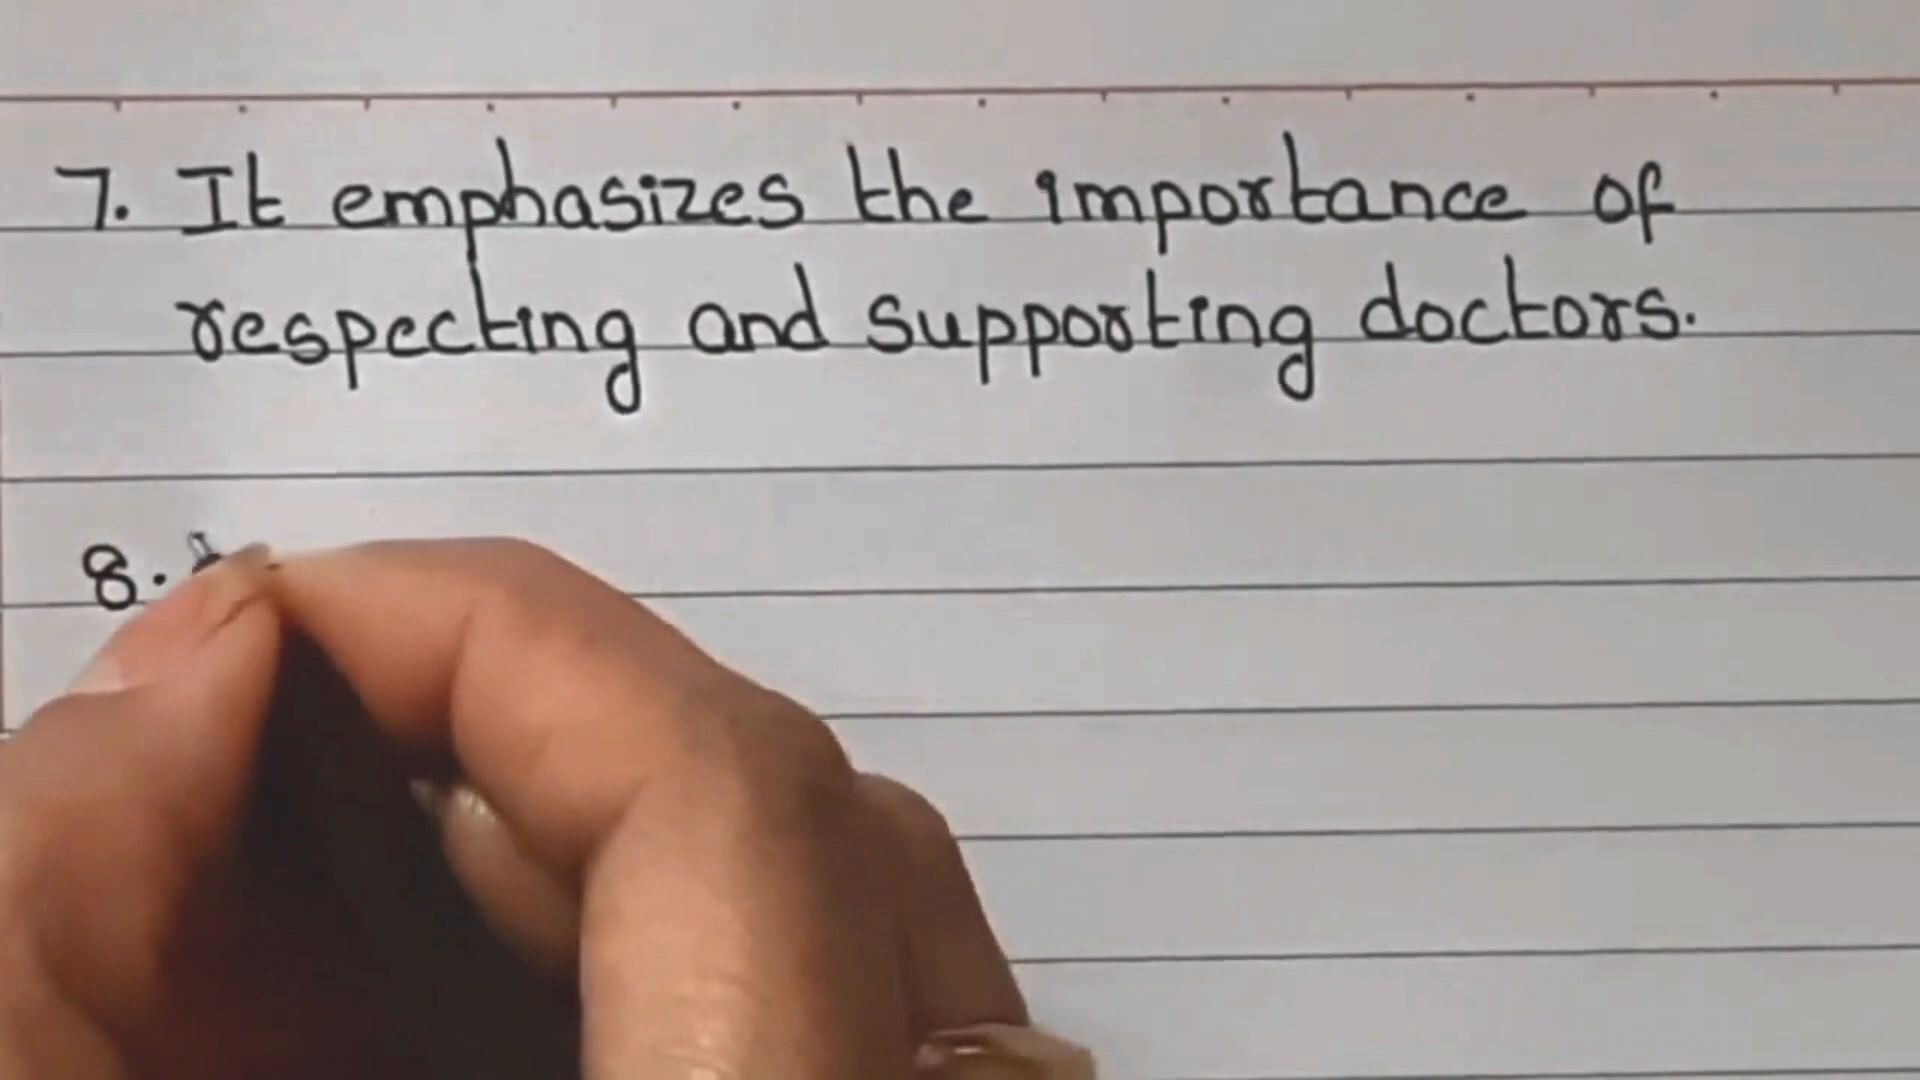 7. It emphasizes the importance of
respecting and supporting doctors.
8.